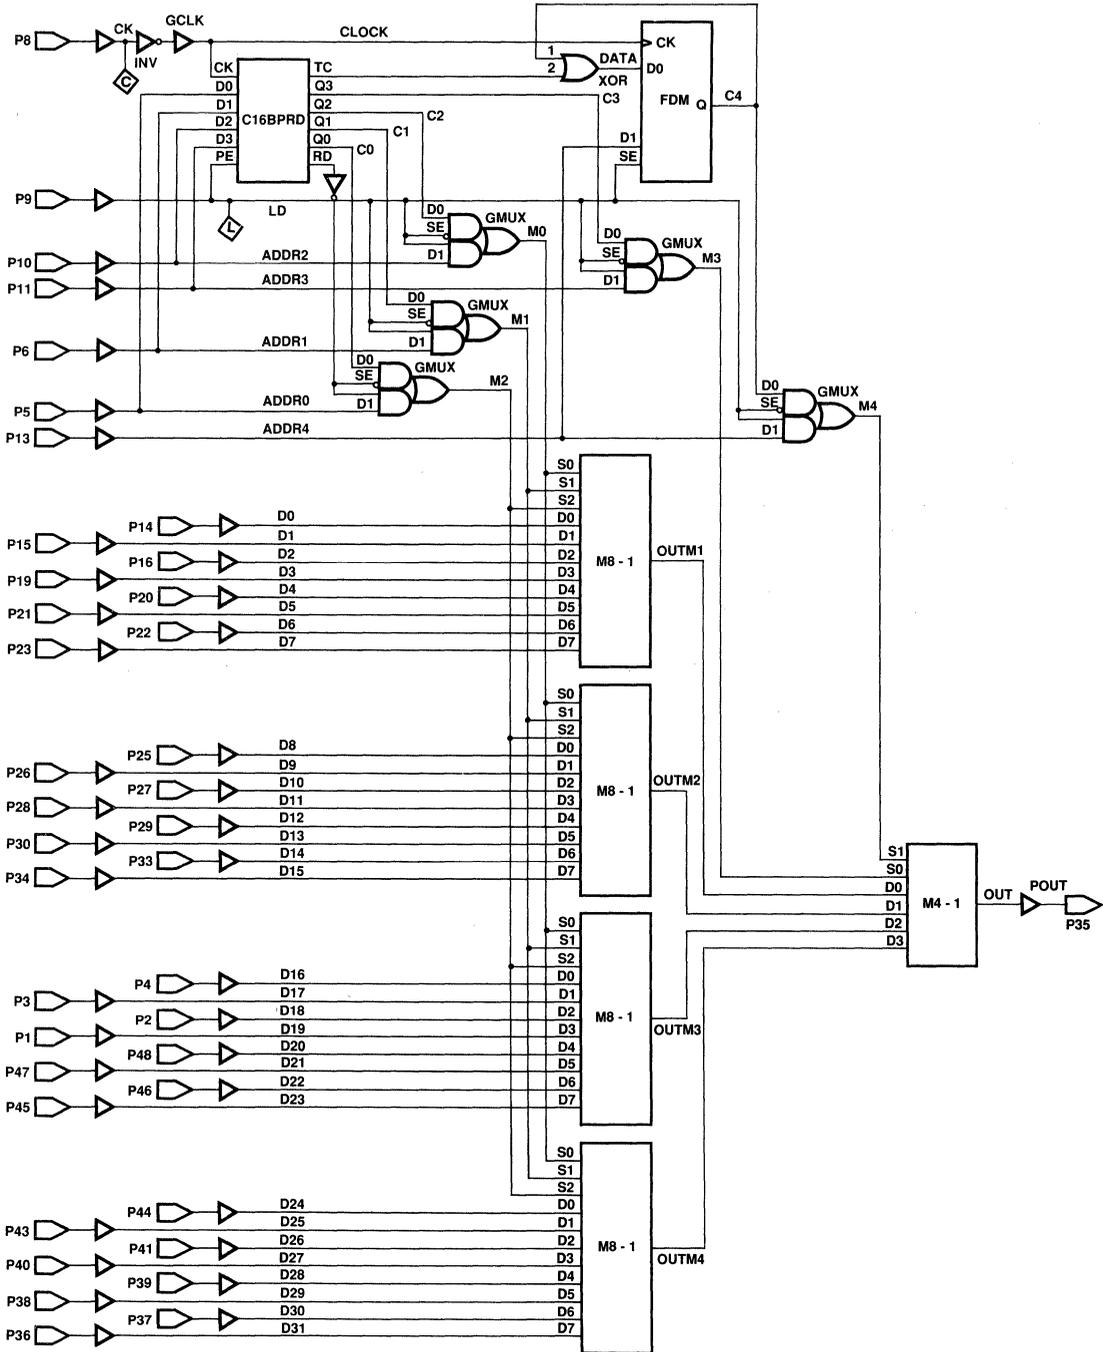 P8
CK
INV
GCLK
CLOCK
C
1
2
XOR
DATA
CK
D0
FDM
Q
C4
D1
SE
CK
D0
D1
D2
D3
PE
C16BPRD
TC
Q3
Q2
Q1
Q0
RD
C3
C2
C1
C0
P9
L
LD
P10
ADDR2
P11
ADDR3
P6
ADDR1
P5
ADDR0
P13
ADDR4
D0
SE
D1
GMUX
M0
D0
SE
D1
GMUX
M3
D0
SE
D1
GMUX
M1
D0
SE
D1
GMUX
M2
D0
SE
D1
GMUX
M4
P14
D0
P15
D1
P16
D2
P19
D3
P20
D4
P21
D5
P22
D6
P23
D7
S0
S1
S2
D0
D1
D2
D3
D4
D5
D6
D7
M8 - 1
OUTM1
P25
D8
P26
D9
P27
D10
P28
D11
P29
D12
P30
D13
P33
D14
P34
D15
S0
S1
S2
D0
D1
D2
D3
D4
D5
D6
D7
M8 - 1
OUTM2
P4
D16
P3
D17
P2
D18
P1
D19
P48
D20
P47
D21
P46
D22
P45
D23
S0
S1
S2
D0
D1
D2
D3
D4
D5
D6
D7
M8 - 1
OUTM3
P44
D24
P43
D25
P41
D26
P40
D27
P39
D28
P38
D29
P37
D30
P36
D31
S0
S1
S2
D0
D1
D2
D3
D4
D5
D6
D7
M8 - 1
OUTM4
S1
S0
D0
D1
D2
D3
M4 - 1
OUT
POUT
P35